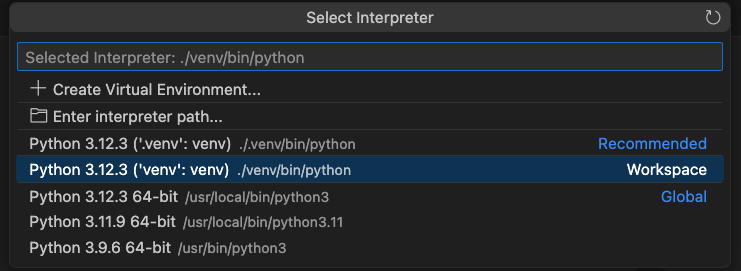 Select Interpreter
Selected Interpreter: ./venv/bin/python
Create Virtual Environment...
Enter interpreter path...
Python 3.12.3 ('.venv': venv) ./.venv/bin/python Recommended
Python 3.12.3 ('venv': venv) ./venv/bin/python Workspace
Python 3.12.3 64-bit /usr/local/bin/python3 Global
Python 3.11.9 64-bit /usr/local/bin/python3.11
Python 3.9.6 64-bit /usr/bin/python3